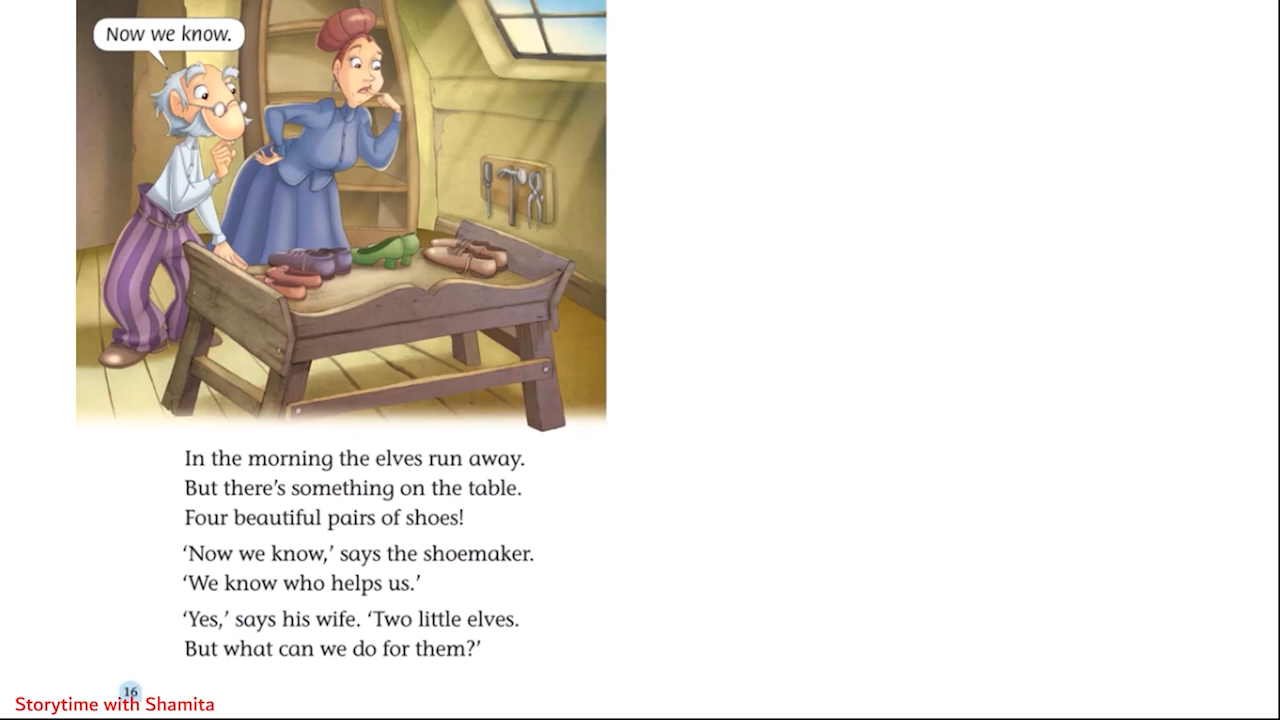 Now we know.
In the morning the elves run away.
But there's something on the table.
Four beautiful pairs of shoes!
‘Now we know,’ says the shoemaker.
‘We know who helps us.’
‘Yes,’ says his wife. ‘Two little elves.
But what can we do for them?’
16
Storytime with Shamita